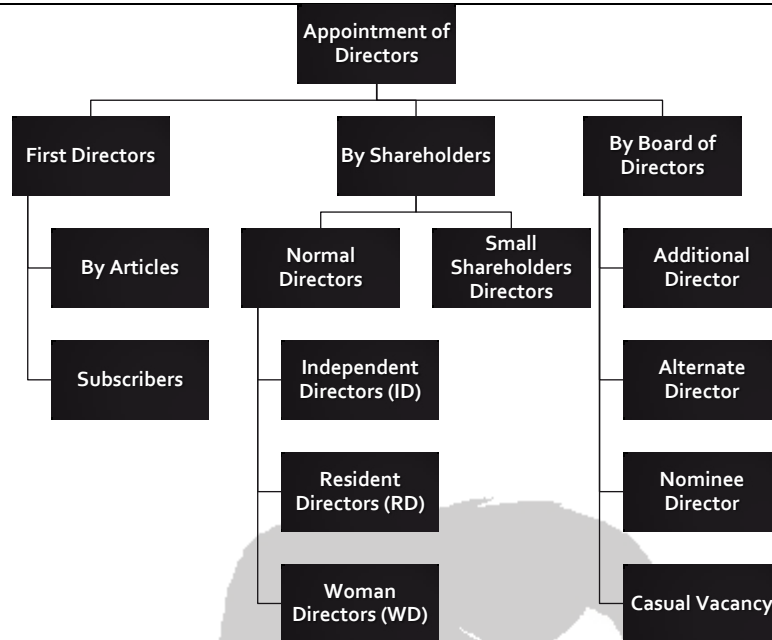 Appointment of
Directors
First Directors
By Articles
Subscribers
By Shareholders
Normal
Directors
Independent
Directors (ID)
Resident
Directors (RD)
Woman
Directors (WD)
Small
Shareholders
Directors
By Board of
Directors
Additional
Director
Alternate
Director
Nominee
Director
Casual Vacancy